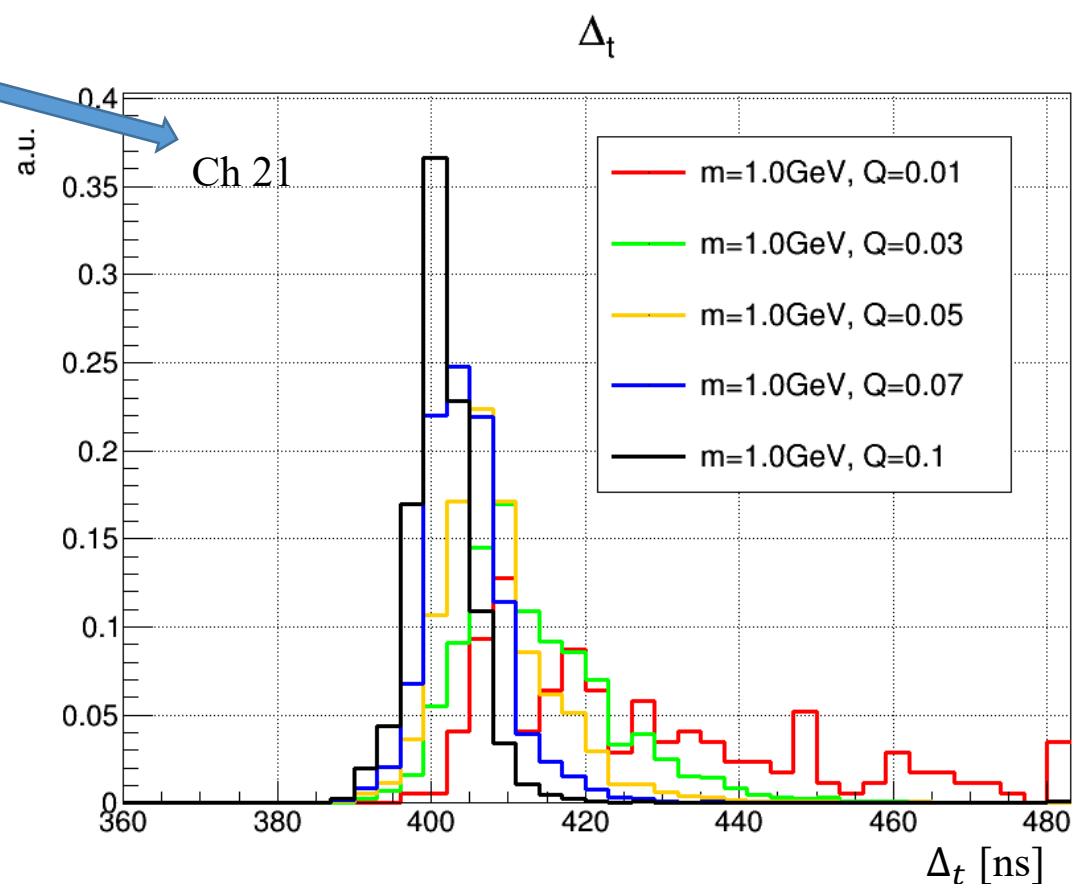 Δt
a.u.
0.4
0.35
0.3
0.25
0.2
0.15
0.1
0.05
0
Ch 21
m=1.0GeV, Q=0.01
m=1.0GeV, Q=0.03
m=1.0GeV, Q=0.05
m=1.0GeV, Q=0.07
m=1.0GeV, Q=0.1
360 380 400 420 440 460 480
Δt [ns]